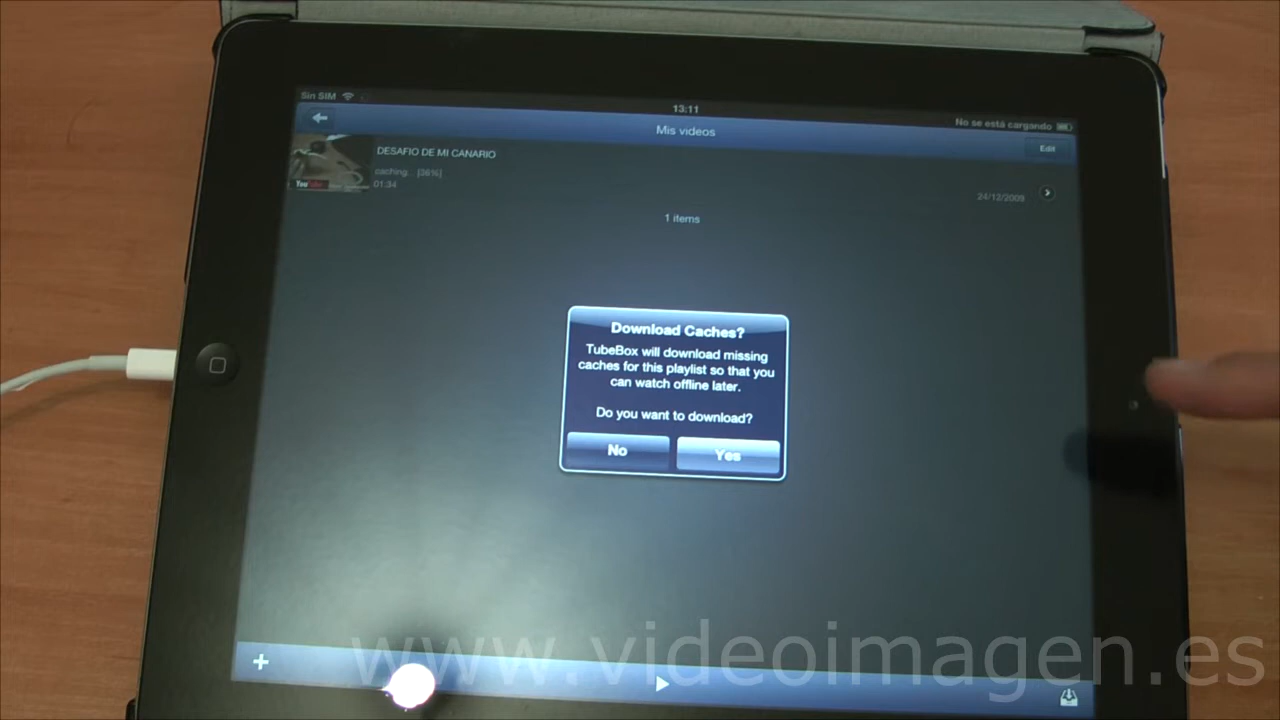 Sin SIM
13:11
No se está cargando
Mis videos
Edit
DESAFIO DE MI CANARIO
caching.. [36%]
01:34
24/12/2009
1 items
Download Caches?
TubeBox will download missing
caches for this playlist so that you
can watch offline later.
Do you want to download?
No
Yes
www.videoimagen.es